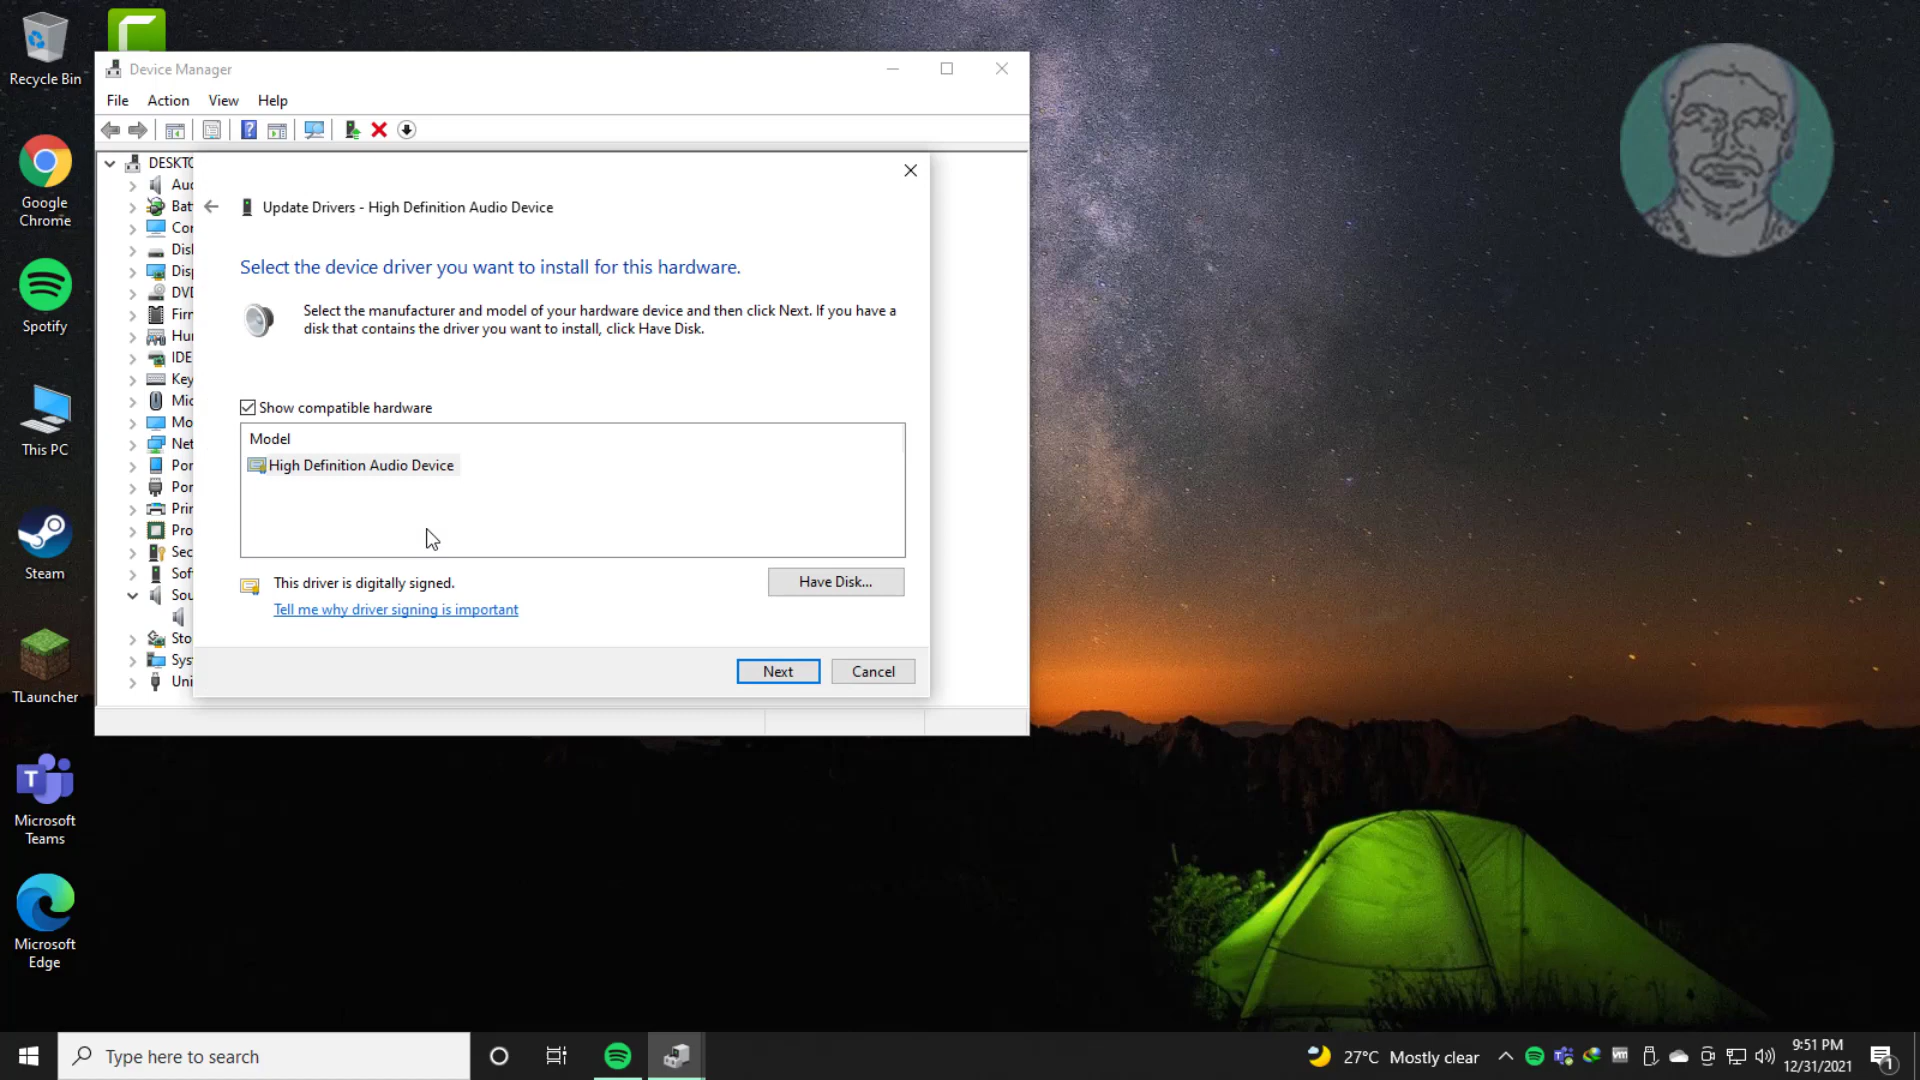 Recycle Bin
Google
Chrome
Spotify
This PC
Steam
TLauncher
Microsoft
Teams
Microsoft
Edge
Device Manager
File Action View Help
DESKTO
Auc
Bat
Cor
Disl
Disp
DVD
Firn
Hur
IDE
Key
Mic
Mo
Net
Por
Por
Prir
Pro
Sec
Sof
Sou
Sto
Sys
Uni
Update Drivers - High Definition Audio Device
Select the device driver you want to install for this hardware.
Select the manufacturer and model of your hardware device and then click Next. If you have a
disk that contains the driver you want to install, click Have Disk.
Show compatible hardware
Model
High Definition Audio Device
This driver is digitally signed.
Have Disk...
Tell me why driver signing is important
Next Cancel
Type here to search
27°C Mostly clear
9:51 PM
12/31/2021
1